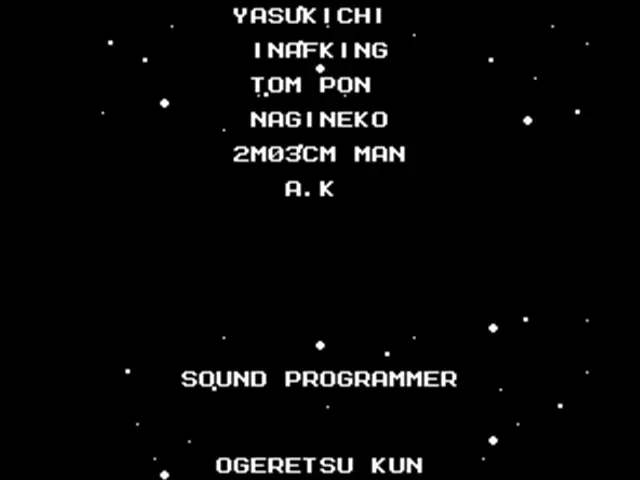 YASUKICHI
INAFKING
TOM PON
NAGINEKO
2M03CM MAN
A.K
SOUND PROGRAMMER
OGERETSU KUN